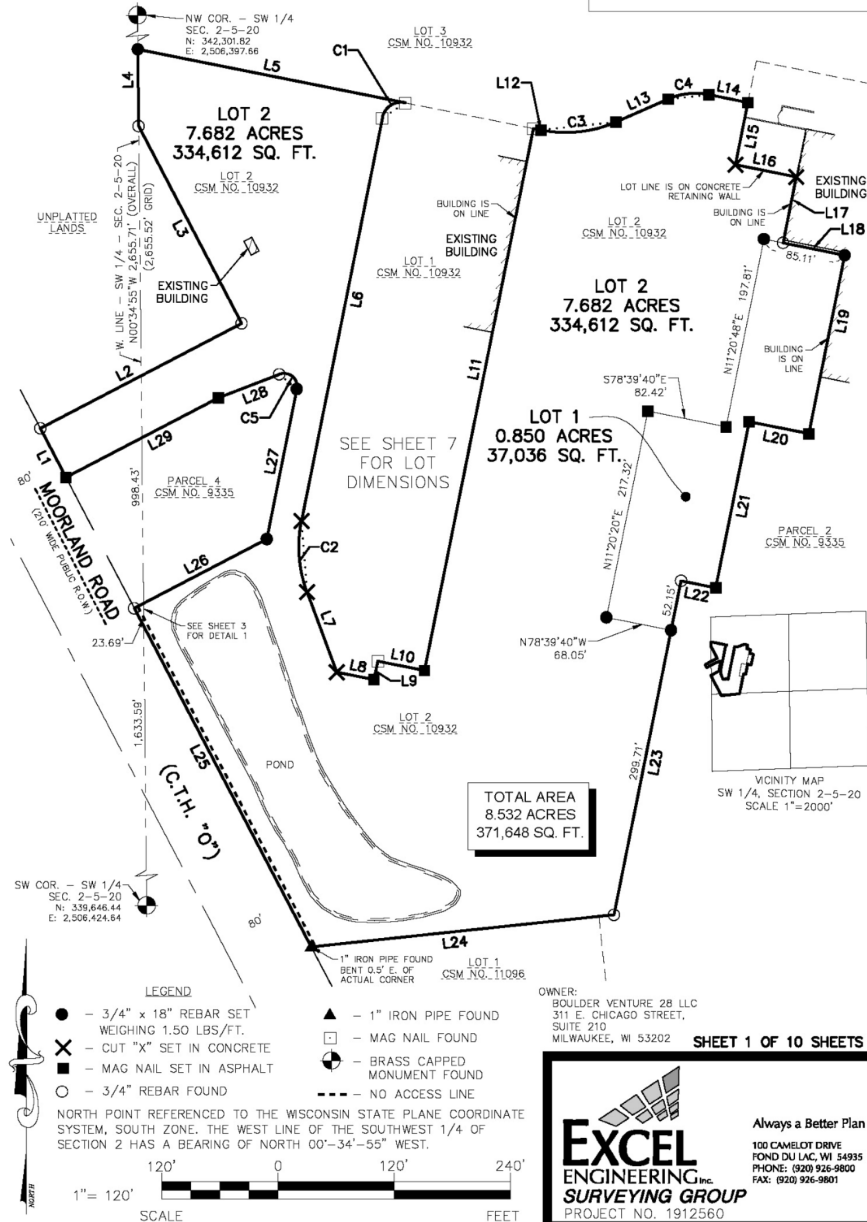 NW COR. – SW 1/4
SEC. 2-5-20
N: 342,301.82
E: 2,506,397.66
LOT 3
CSM NO. 10932
C1
L5
L4
L12
L13
C4
L14
C3
L15
L16
LOT 2
7.682 ACRES
334,612 SQ. FT.
LOT 2
CSM NO. 10932
LOT LINE IS ON CONCRETE
RETAINING WALL
EXISTING
BUILDING
UNPLATTED
LANDS
W. LINE – SW 1/4 – SEC. 2-5-20
N00°34'55"W 2,655.71' (OVERALL)
(2,655.52' GRID)
L3
EXISTING
BUILDING
BUILDING IS
ON LINE
EXISTING
BUILDING
LOT 1
CSM NO. 10932
LOT 2
CSM NO. 10932
BUILDING IS
ON LINE
L17
L18
85.11'
L6
LOT 2
7.682 ACRES
334,612 SQ. FT.
N11°20'48"E 197.81'
L19
BUILDING
IS ON
LINE
L2
L11
L28
C5
S78°39'40"E
82.42'
L1
L29
LOT 1
0.850 ACRES
37,036 SQ. FT.
L20
SEE SHEET 7
FOR LOT
DIMENSIONS
L27
80'
MOORLAND ROAD
(210' WIDE PUBLIC R.O.W)
998.43'
PARCEL 4
CSM NO. 9335
N11°20'20"E 217.32'
L21
PARCEL 2
CSM NO. 9335
C2
L26
L22
52.15'
SEE SHEET 3
FOR DETAIL 1
23.69'
L7
N78°39'40"W
68.05'
L8
L10
L9
LOT 2
CSM NO. 10932
1,633.59'
L25
(C.T.H. "O")
POND
299.71'
L23
VICINITY MAP
SW 1/4, SECTION 2-5-20
SCALE 1"=2000'
TOTAL AREA
8.532 ACRES
371,648 SQ. FT.
SW COR. – SW 1/4
SEC. 2-5-20
N: 339,646.44
E: 2,506,424.64
80'
L24
1" IRON PIPE FOUND
BENT 0.5' E. OF
ACTUAL CORNER
LOT 1
CSM NO. 11096
LEGEND
– 3/4" x 18" REBAR SET
WEIGHING 1.50 LBS/FT.
– CUT "X" SET IN CONCRETE
– MAG NAIL SET IN ASPHALT
– 3/4" REBAR FOUND
– 1" IRON PIPE FOUND
– MAG NAIL FOUND
– BRASS CAPPED
MONUMENT FOUND
– NO ACCESS LINE
OWNER:
BOULDER VENTURE 28 LLC
311 E. CHICAGO STREET,
SUITE 210
MILWAUKEE, WI 53202
SHEET 1 OF 10 SHEETS
NORTH POINT REFERENCED TO THE WISCONSIN STATE PLANE COORDINATE
SYSTEM, SOUTH ZONE. THE WEST LINE OF THE SOUTHWEST 1/4 OF
SECTION 2 HAS A BEARING OF NORTH 00°-34'-55" WEST.
NORTH
120' 0 120' 240'
1"= 120'
SCALE FEET
EXCEL
ENGINEERING Inc.
SURVEYING GROUP
PROJECT NO. 1912560
Always a Better Plan
100 CAMELOT DRIVE
FOND DU LAC, WI 54935
PHONE: (920) 926-9800
FAX: (920) 926-9801